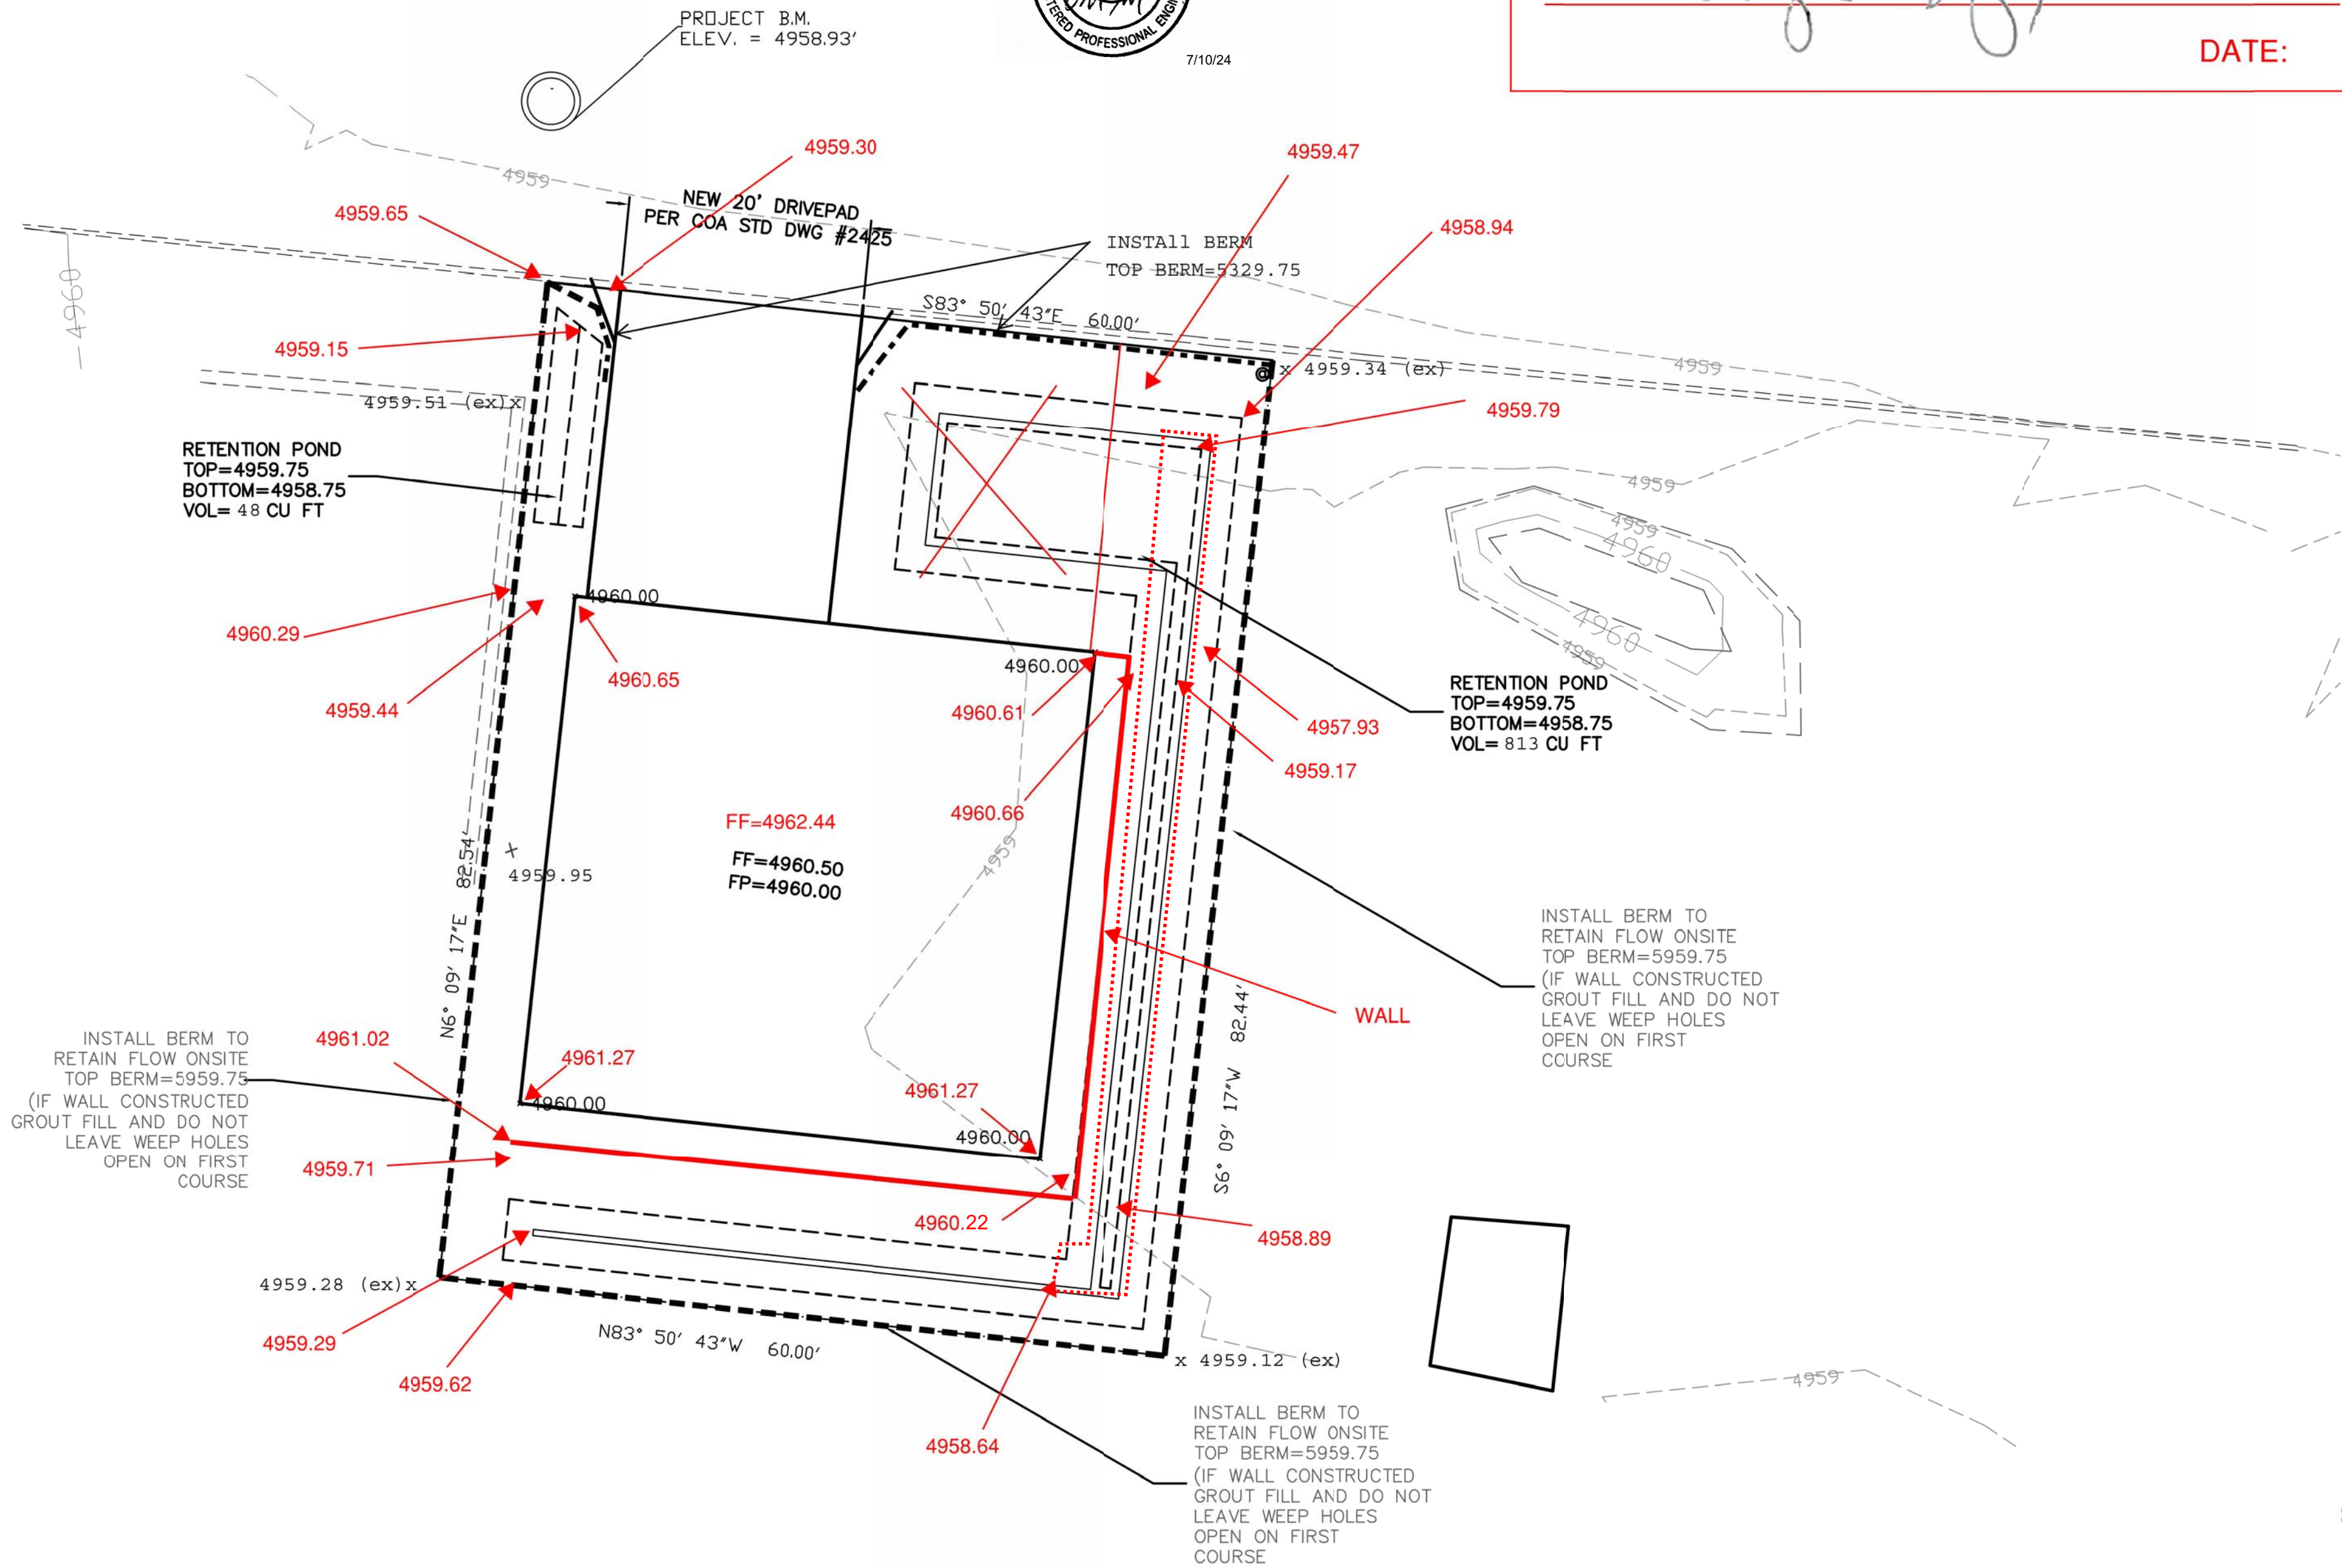 PROJECT B.M.
ELEV. = 4958.93'
TERED PROFESSIONAL ENGIN
7/10/24
DATE:
4959.30
4959.47
4959
NEW 20' DRIVEPAD
PER COA STD DWG #2425
4959.65
4958.94
INSTAll BERM
TOP BERM=5329.75
4960
S83° 50' 43"E 60.00'
4959.15
@
x 4959.34 (ex)
4959
4959.51 (ex)x
4959.79
RETENTION POND
TOP=4959.75
BOTTOM=4958.75
VOL= 48 CU FT
4959
4959
4960
4960
4959
4960.00
4960.29
4960.65
4960.00
4959.44
4960.61
4957.93
RETENTION POND
TOP=4959.75
BOTTOM=4958.75
VOL= 813 CU FT
4959.17
4960.66
FF=4962.44
FF=4960.50
FP=4960.00
4959
4959.95
N6° 09' 17"E 82.54'
INSTALL BERM TO
RETAIN FLOW ONSITE
TOP BERM=5959.75
(IF WALL CONSTRUCTED
GROUT FILL AND DO NOT
LEAVE WEEP HOLES
OPEN ON FIRST
COURSE
WALL
S6° 09' 17"W 82.44'
INSTALL BERM TO
RETAIN FLOW ONSITE
TOP BERM=5959.75
(IF WALL CONSTRUCTED
GROUT FILL AND DO NOT
LEAVE WEEP HOLES
OPEN ON FIRST
COURSE
4961.02
4961.27
4960.00
4961.27
4960.00
4959.71
4960.22
4958.89
4959.28 (ex)x
4959.29
4959.62
N83° 50' 43"W 60.00'
x 4959.12 (ex)
4959
4958.64
INSTALL BERM TO
RETAIN FLOW ONSITE
TOP BERM=5959.75
(IF WALL CONSTRUCTED
GROUT FILL AND DO NOT
LEAVE WEEP HOLES
OPEN ON FIRST
COURSE